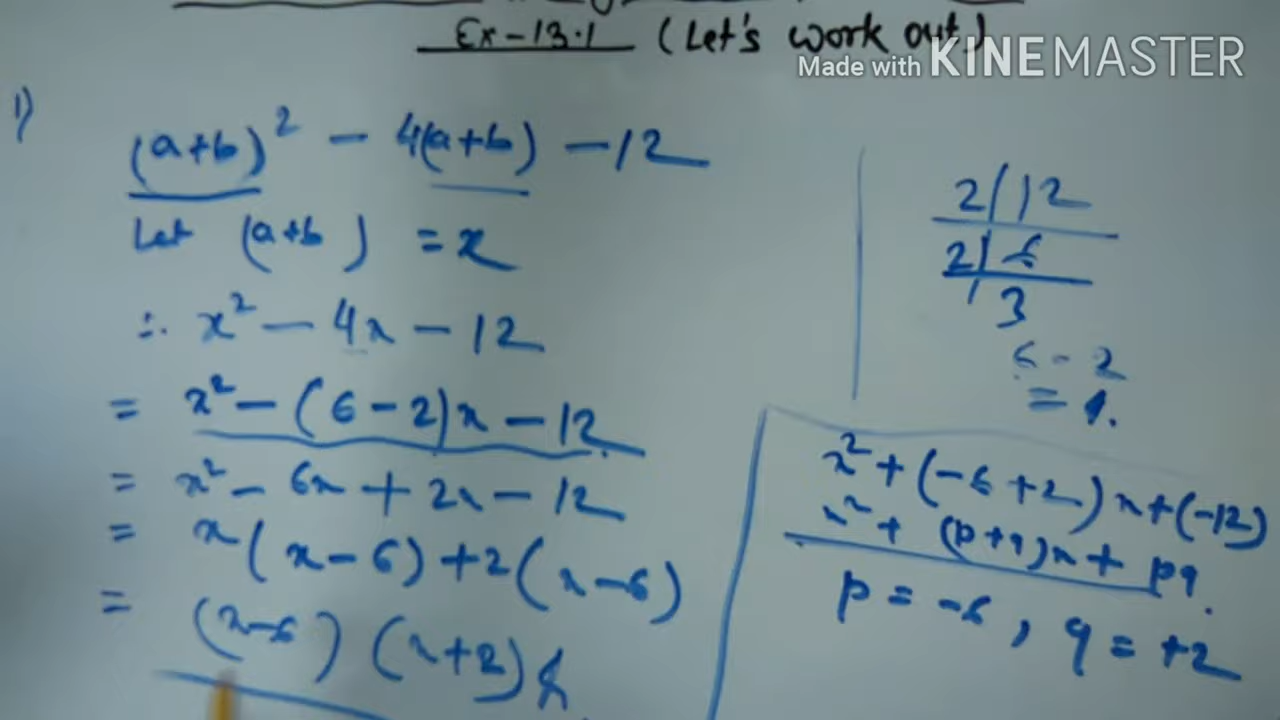 Ex-13.1 (Let's work out)
Made with KINEMASTER
1)
(a+b)² - 4(a+b) - 12
Let (a+b) = x
∴ x² - 4x - 12
= x² - (6-2)x - 12
= x² - 6x + 2x - 12
= x(x-6) + 2(x-6)
= (x-6) (x+2)
2/12
2/6
/3
6-2
x² + (-6+2)x + (-12)
x² + (p+q)x + pq.
p = -6, q = +2